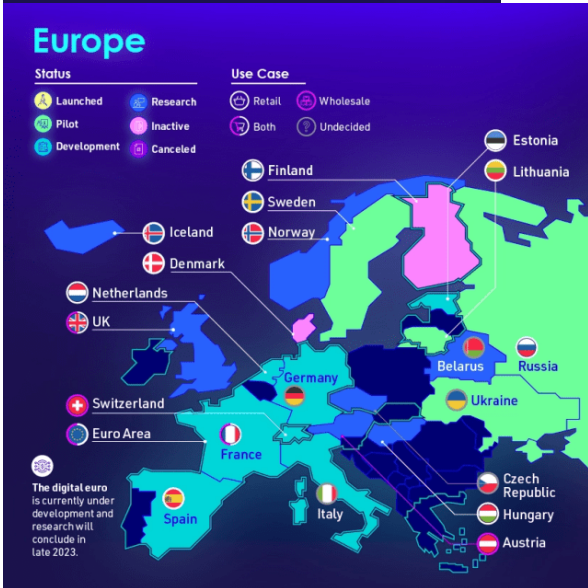 Europe
Status
Launched
Pilot
Development
Research
Inactive
Canceled
Use Case
Retail
Both
Wholesale
? Undecided
Estonia
Lithuania
Finland
Sweden
Norway
Iceland
Denmark
Netherlands
UK
Germany
Belarus
Russia
Ukraine
Switzerland
Euro Area
France
The digital euro
is currently under
development and
research will
conclude in
late 2023.
Spain
Italy
Czech
Republic
Hungary
Austria